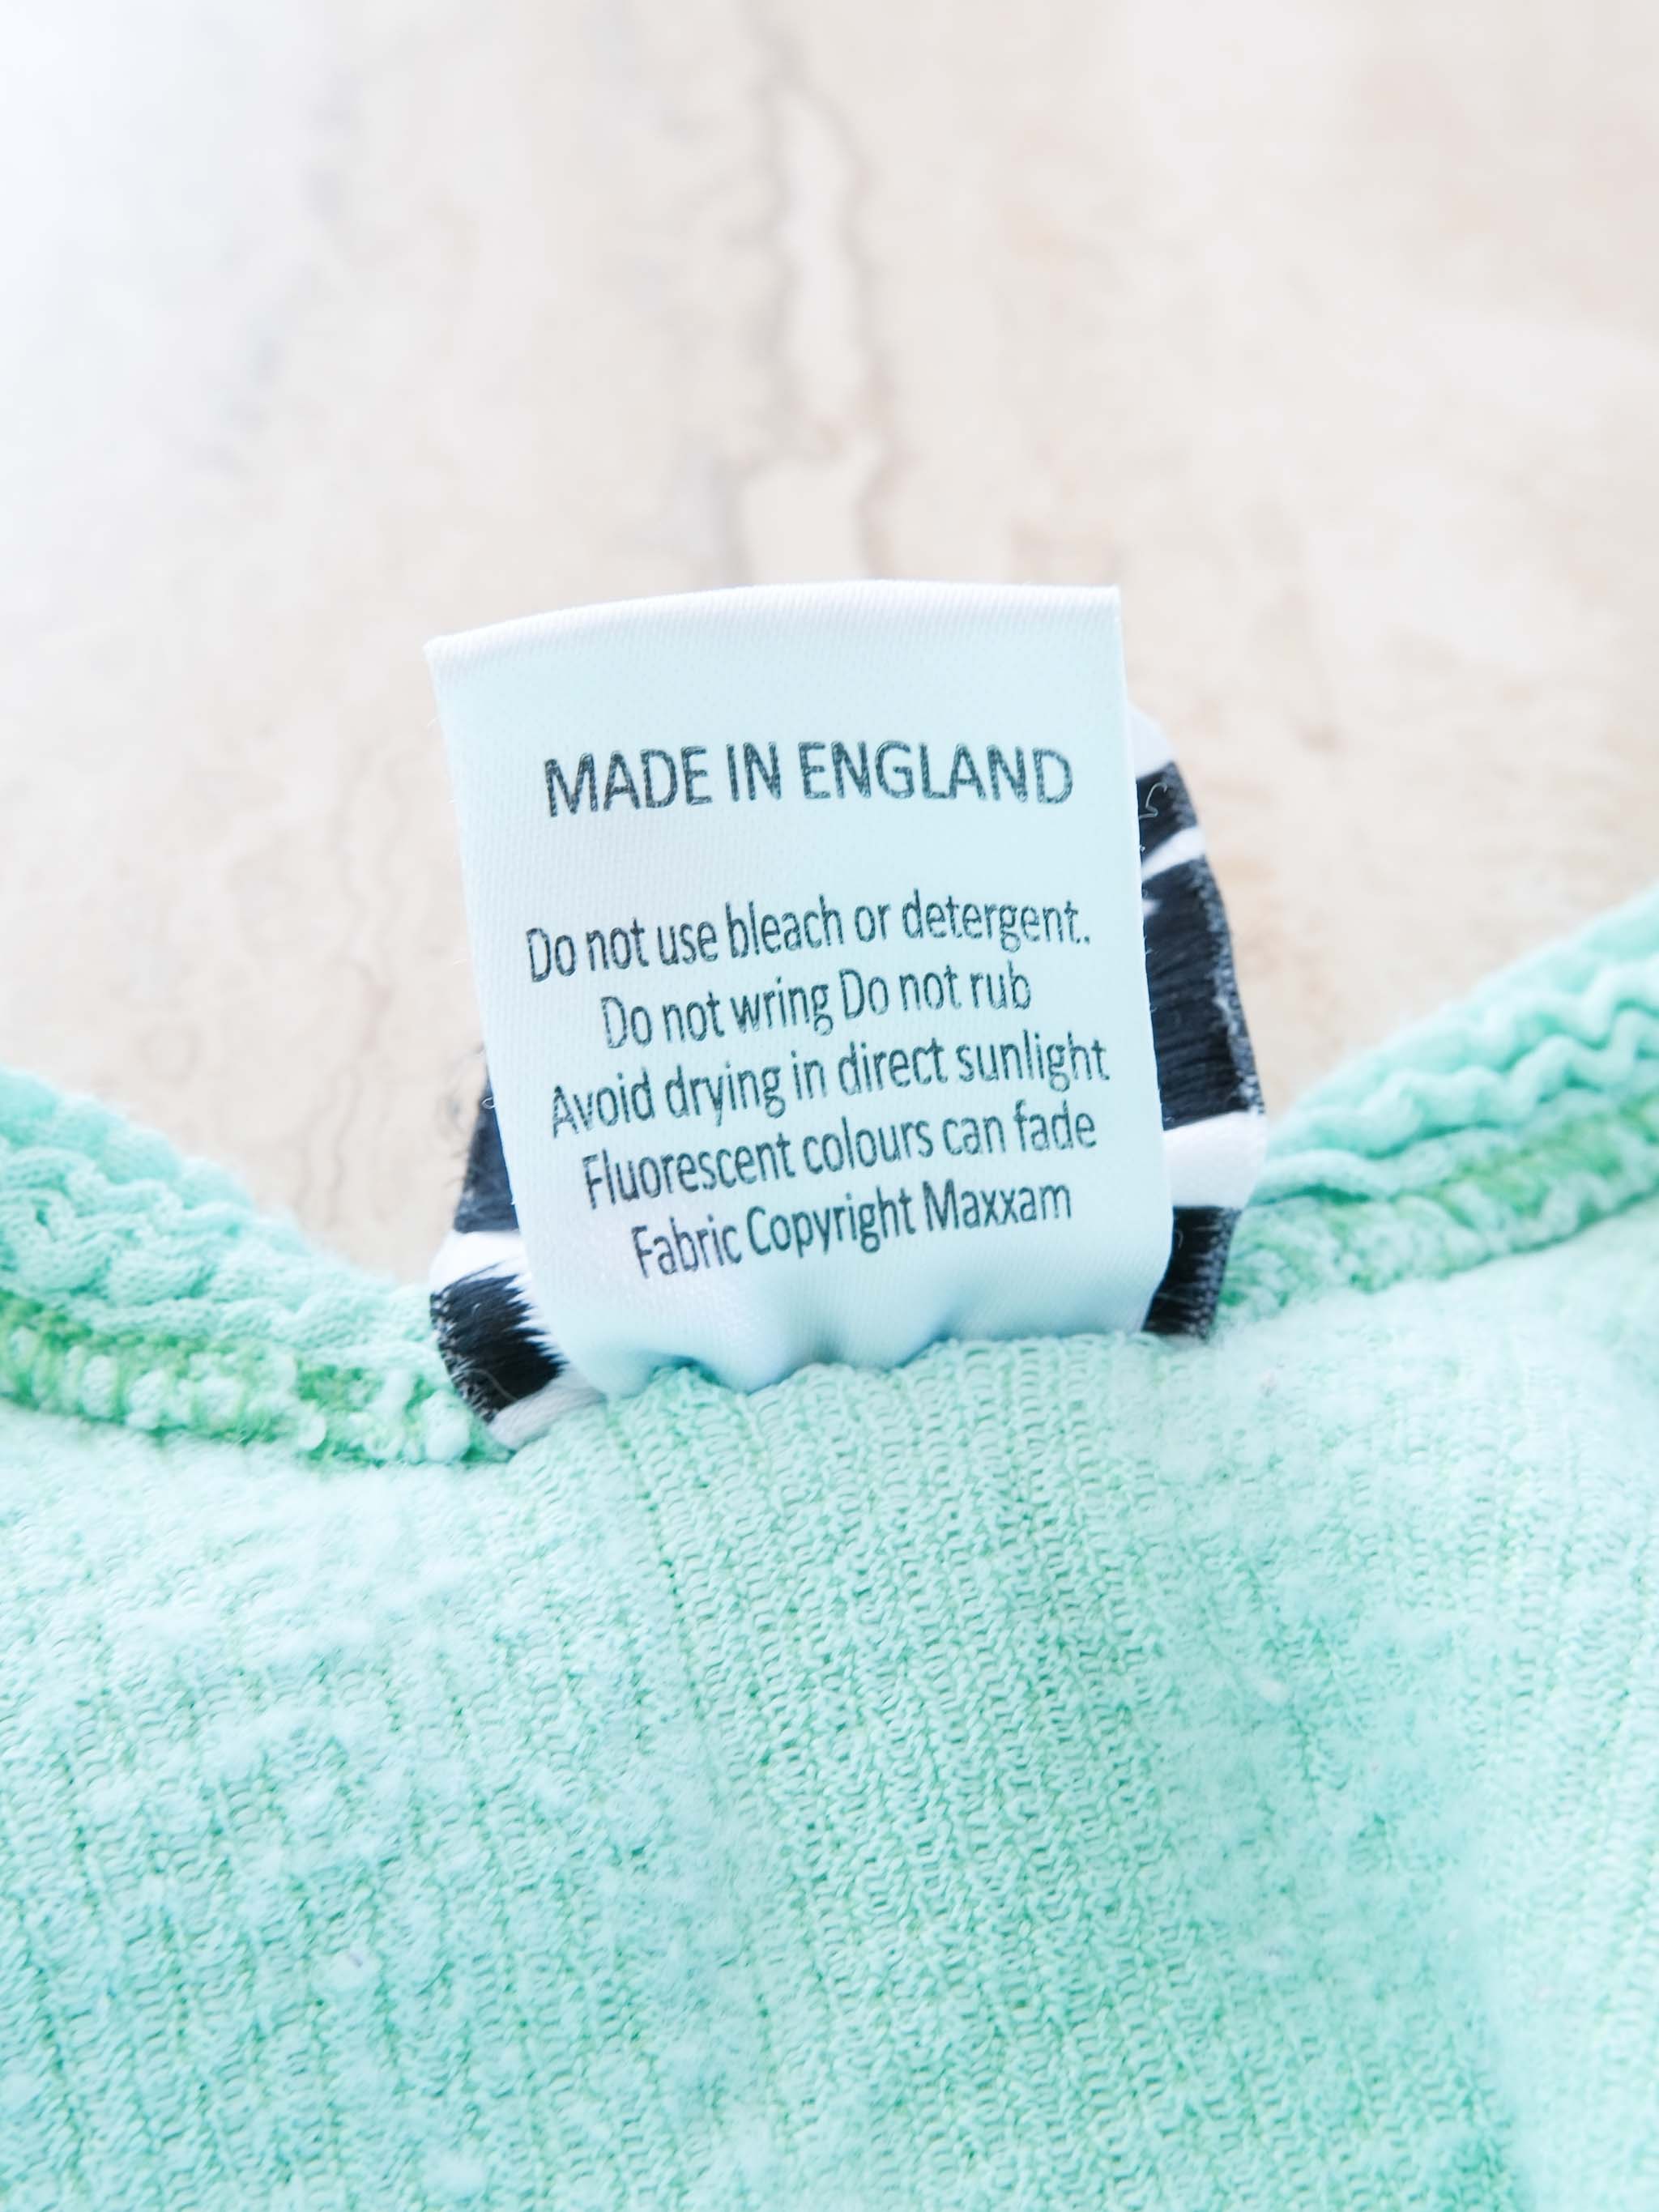 MADE IN ENGLAND
Do not use bleach or detergent.
Do not wring Do not rub
Avoid drying in direct sunlight
Fluorescent colours can fade
Fabric Copyright Maxxam